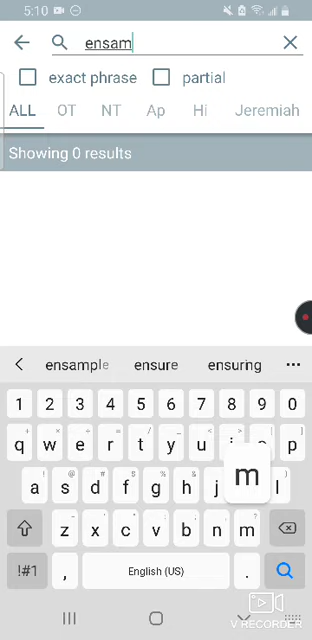 5:10
ensam
exact phrase partial
ALL OT NT Ap Hi Jeremiah
Showing 0 results
ensample ensure ensuring
1 2 3 4 5 6 7 8 9 0
q w e r t y u p
a s d f g h j m l
z x c v b n m
!#1 , English (US) .
V RECORDER